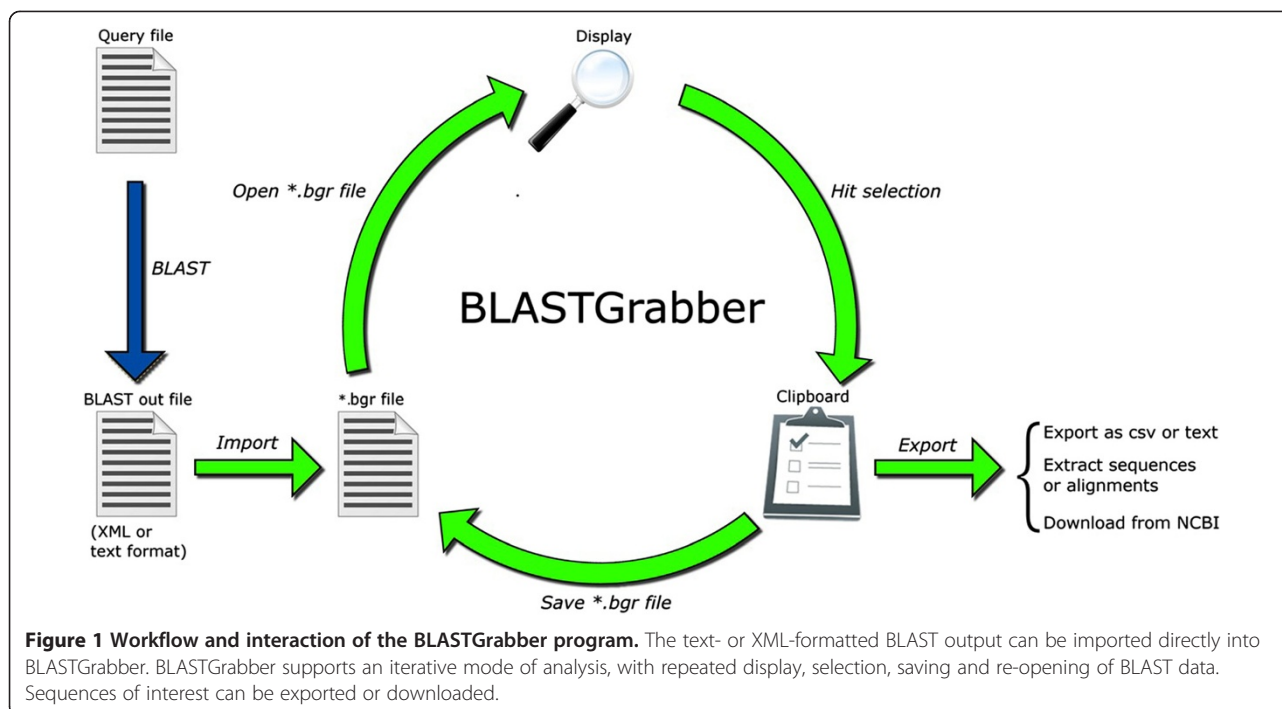 Query file
Display
Open *.bgr file
Hit selection
BLAST
BLASTGrabber
BLAST out file
*.bgr file
Clipboard
Import
Export
Export as csv or text
Extract sequences
or alignments
Download from NCBI
(XML or
text format)
Save *.bgr file
Figure 1 Workflow and interaction of the BLASTGrabber program. The text- or XML-formatted BLAST output can be imported directly into
BLASTGrabber. BLASTGrabber supports an iterative mode of analysis, with repeated display, selection, saving and re-opening of BLAST data.
Sequences of interest can be exported or downloaded.